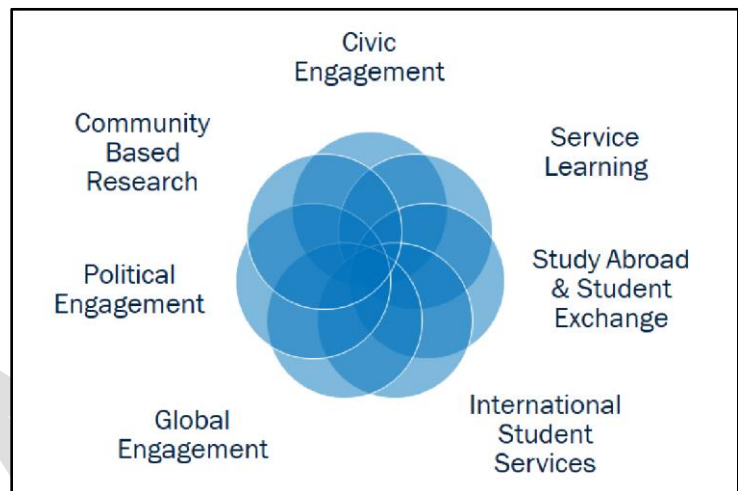 Civic
Engagement
Service
Learning
Study Abroad
& Student
Exchange
International
Student
Services
Global
Engagement
Political
Engagement
Community
Based
Research